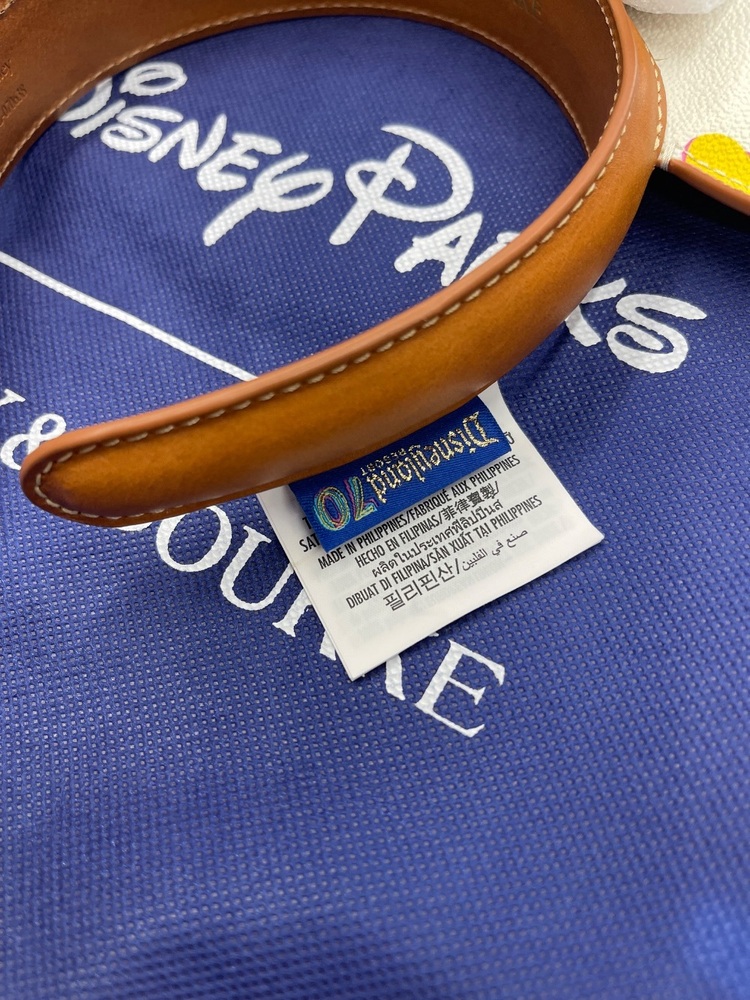 DISNEY PARKS
&
OURKE
Disneyland
RESORT
70
MADE IN PHILIPPINES/FABRIQUÉ AUX PHILIPPINES
HECHO EN FILIPINAS/菲律賓製/
ผลิตในประเทศฟิลิปปินส์
DIBUAT DI FILIPINA/SẢN XUẤT TẠI PHILIPPINES
필리핀산/صنع في الفلبين